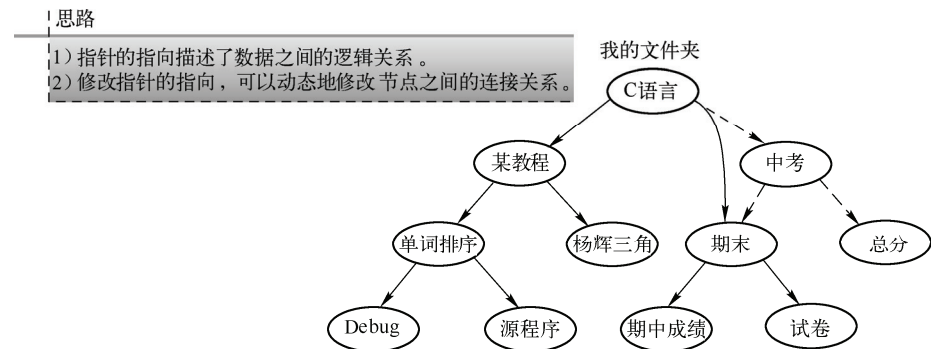 思路
1）指针的指向描述了数据之间的逻辑关系。
2）修改指针的指向，可以动态地修改节点之间的连接关系。
我的文件夹
C语言
某教程
中考
单词排序
杨辉三角
期末
总分
Debug
源程序
期中成绩
试卷